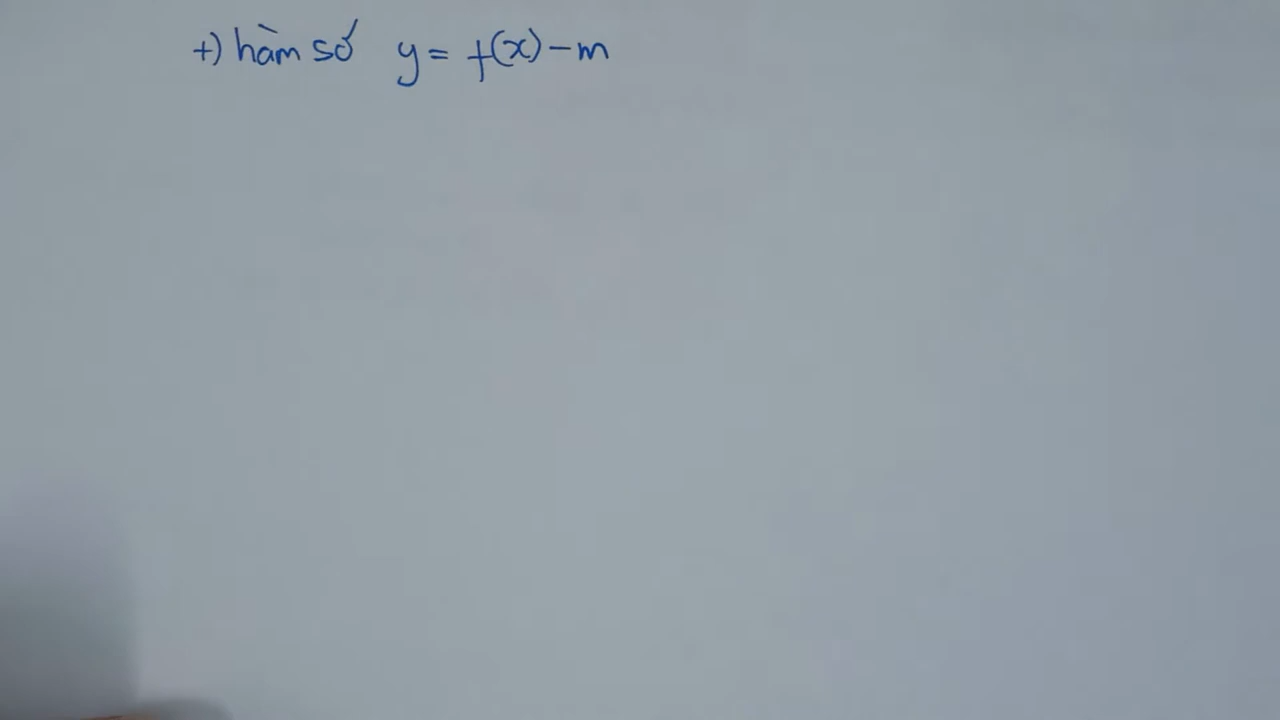 +) hàm số y = f(x) - m